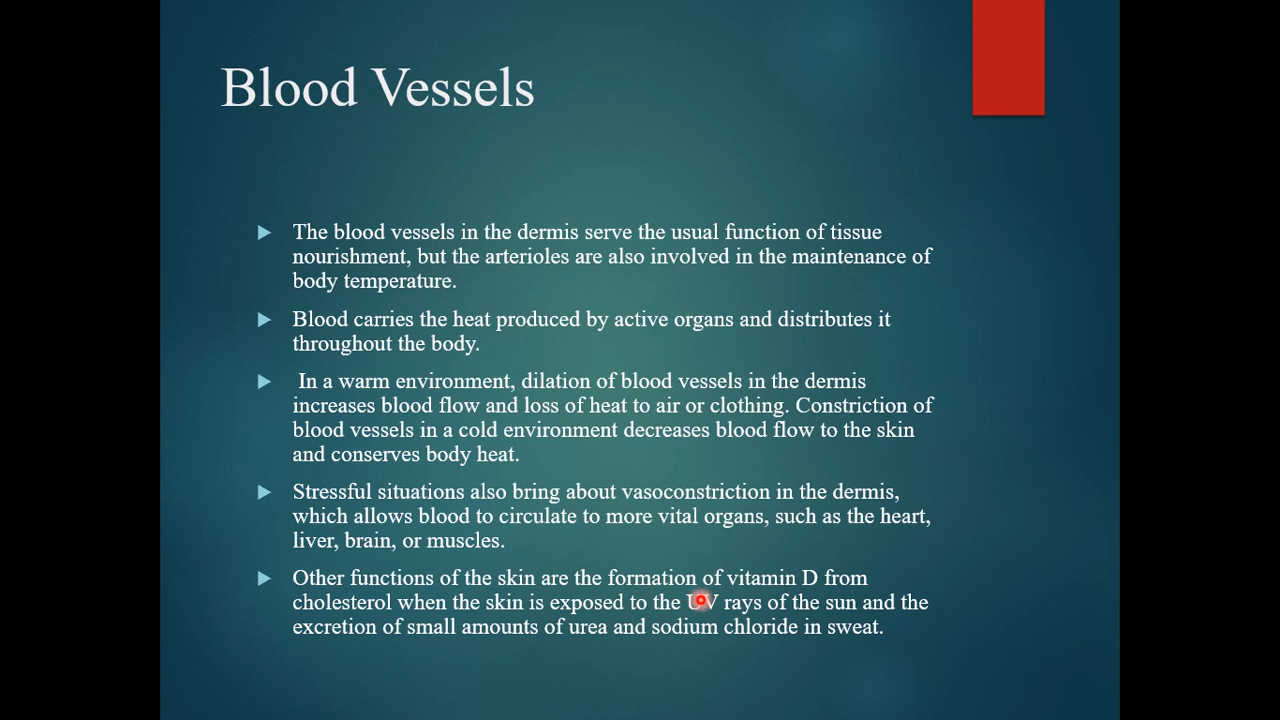 Blood Vessels
The blood vessels in the dermis serve the usual function of tissue
nourishment, but the arterioles are also involved in the maintenance of
body temperature.
Blood carries the heat produced by active organs and distributes it
throughout the body.
In a warm environment, dilation of blood vessels in the dermis
increases blood flow and loss of heat to air or clothing. Constriction of
blood vessels in a cold environment decreases blood flow to the skin
and conserves body heat.
Stressful situations also bring about vasoconstriction in the dermis,
which allows blood to circulate to more vital organs, such as the heart,
liver, brain, or muscles.
Other functions of the skin are the formation of vitamin D from
cholesterol when the skin is exposed to the UV rays of the sun and the
excretion of small amounts of urea and sodium chloride in sweat.